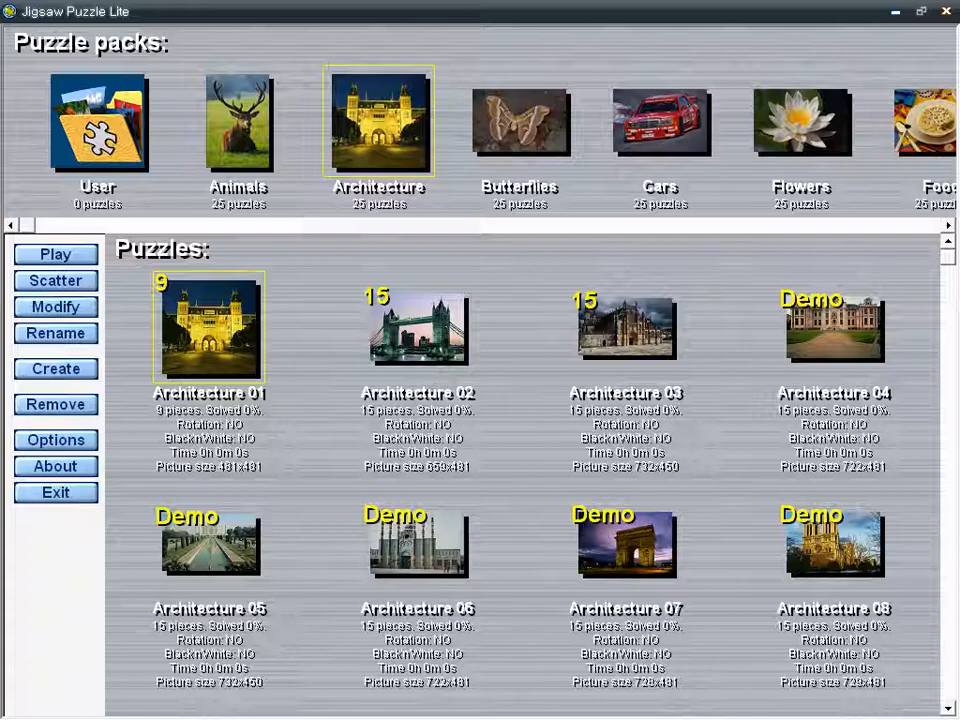 Jigsaw Puzzle Lite
Puzzle packs:
User
0 puzzles
Animals
25 puzzles
Architecture
25 puzzles
Butterflies
25 puzzles
Cars
25 puzzles
Flowers
25 puzzles
Play
Scatter
Modify
Rename
Create
Remove
Options
About
Exit
Puzzles:
9
Architecture 01
9 pieces. Solved 0%.
Rotation: NO
Black'n'White: NO
Time 0h 0m 0s
Picture size 481x481
15
Architecture 02
15 pieces. Solved 0%.
Rotation: NO
Black'n'White: NO
Time 0h 0m 0s
Picture size 659x481
15
Architecture 03
15 pieces. Solved 0%.
Rotation: NO
Black'n'White: NO
Time 0h 0m 0s
Picture size 732x450
Demo
Architecture 04
15 pieces. Solved 0%.
Rotation: NO
Black'n'White: NO
Time 0h 0m 0s
Picture size 722x481
Demo
Architecture 05
15 pieces. Solved 0%.
Rotation: NO
Black'n'White: NO
Time 0h 0m 0s
Picture size 732x450
Demo
Architecture 06
15 pieces. Solved 0%.
Rotation: NO
Black'n'White: NO
Time 0h 0m 0s
Picture size 722x481
Demo
Architecture 07
15 pieces. Solved 0%.
Rotation: NO
Black'n'White: NO
Time 0h 0m 0s
Picture size 728x481
Demo
Architecture 08
15 pieces. Solved 0%.
Rotation: NO
Black'n'White: NO
Time 0h 0m 0s
Picture size 729x481